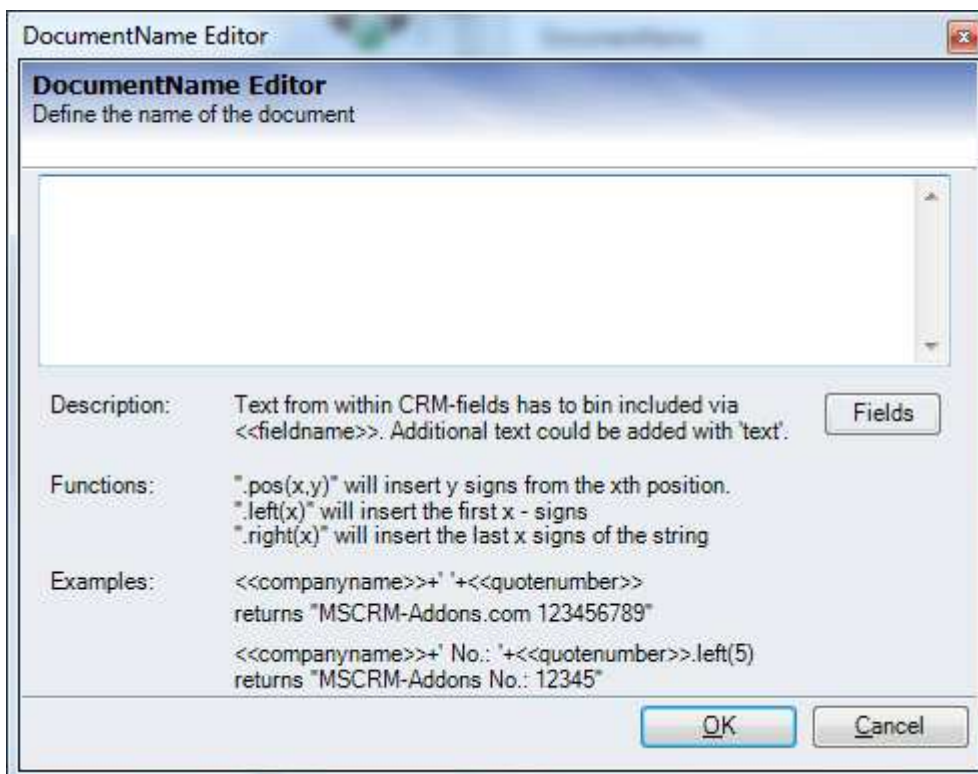 DocumentName Editor
DocumentName Editor
Define the name of the document
Description:
Text from within CRM-fields has to bin included via
<<fieldname>>. Additional text could be added with 'text'.
Fields
Functions:
".pos(x,y)" will insert y signs from the xth position.
".left(x)" will insert the first x - signs
".right(x)" will insert the last x signs of the string
Examples:
<<companyname>>+' '+<<quotenumber>>
returns "MSCRM-Addons.com 123456789"
<<companyname>>+' No.: '+<<quotenumber>>.left(5)
returns "MSCRM-Addons No.: 12345"
OK
Cancel